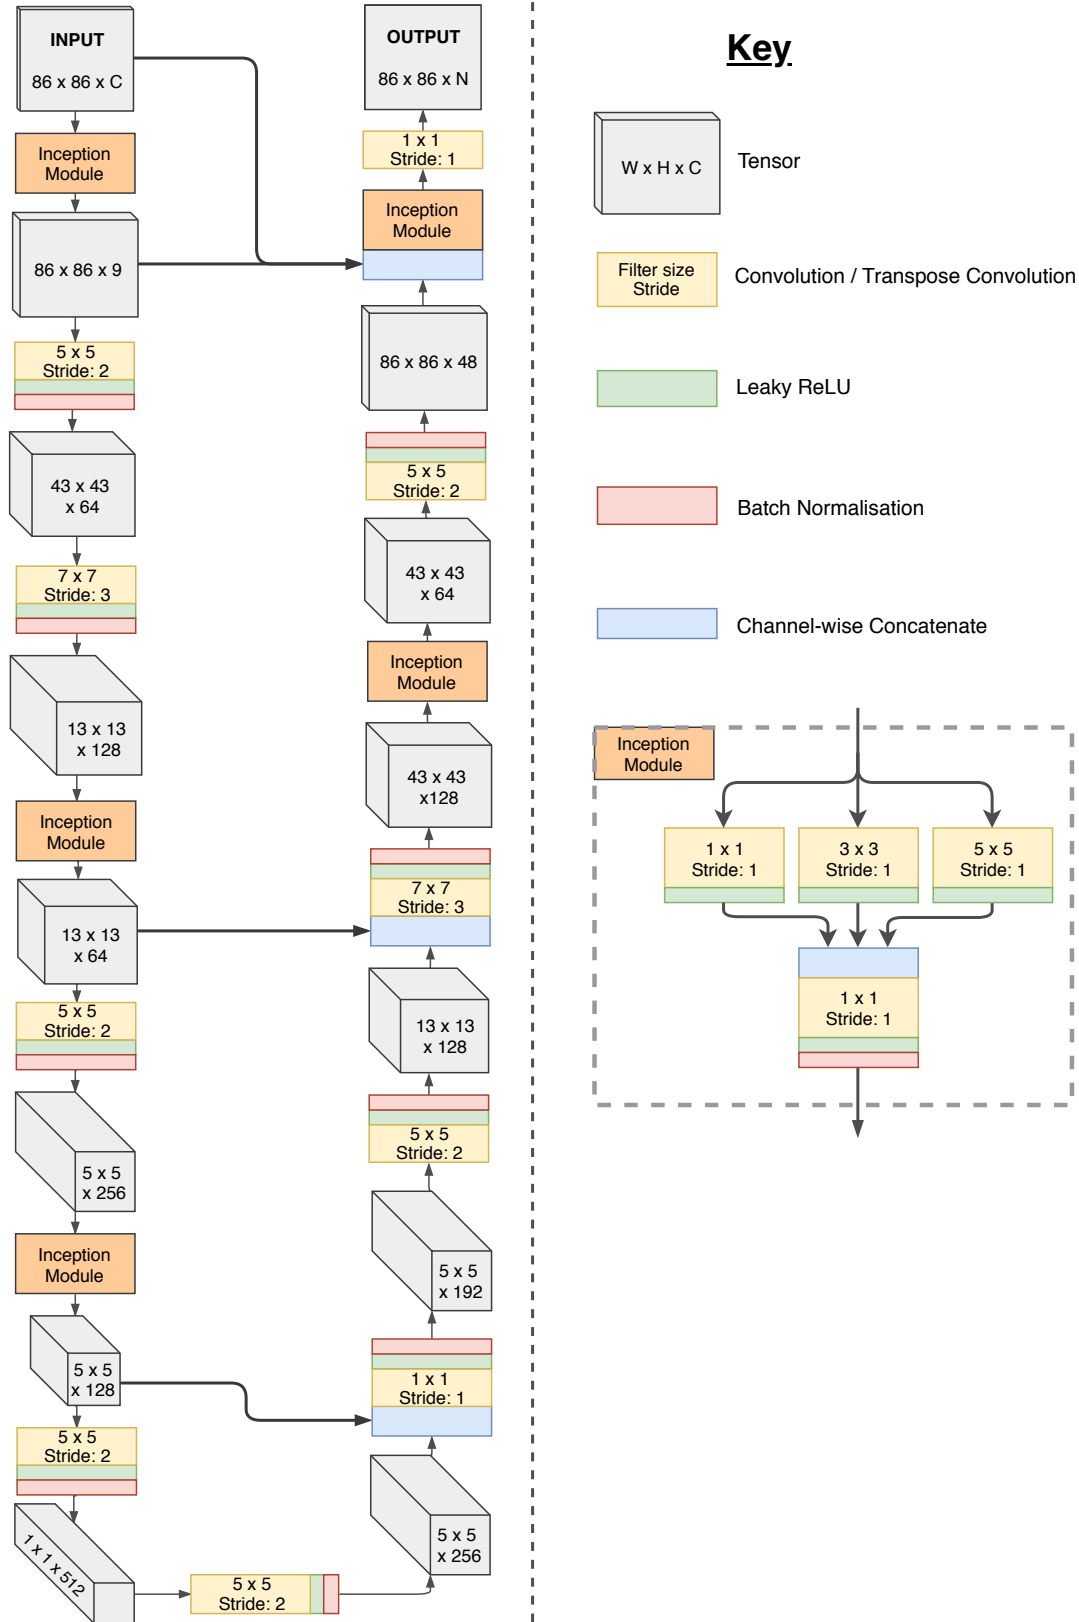 INPUT
86 x 86 x C
Inception
Module
86 x 86 x 9
5 x 5
Stride: 2
43 x 43
x 64
7 x 7
Stride: 3
13 x 13
x 128
Inception
Module
13 x 13
x 64
5 x 5
Stride: 2
5 x 5
x 256
Inception
Module
5 x 5
x 128
5 x 5
Stride: 2
1 x 1 x 512
5 x 5
Stride: 2
OUTPUT
86 x 86 x N
1 x 1
Stride: 1
Inception
Module
86 x 86 x 48
5 x 5
Stride: 2
43 x 43
x 64
Inception
Module
43 x 43
x128
7 x 7
Stride: 3
13 x 13
x 128
5 x 5
Stride: 2
5 x 5
x 192
1 x 1
Stride: 1
5 x 5
x 256
Key
W x H x C
Tensor
Filter size
Stride
Convolution / Transpose Convolution
Leaky ReLU
Batch Normalisation
Channel-wise Concatenate
Inception
Module
1 x 1
Stride: 1
3 x 3
Stride: 1
5 x 5
Stride: 1
1 x 1
Stride: 1